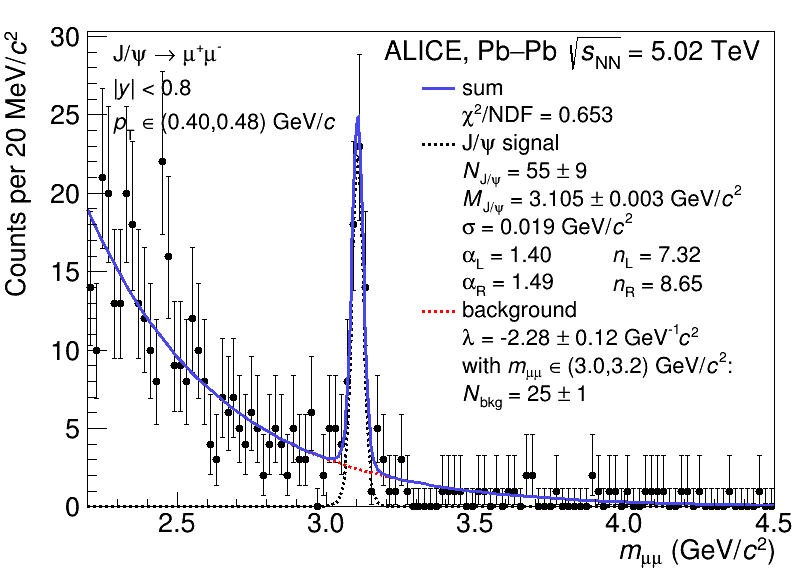 J/ψ → μ⁺μ⁻
|y| < 0.8
p_T ∈ (0.40,0.48) GeV/c
ALICE, Pb–Pb √s_NN = 5.02 TeV
sum
χ²/NDF = 0.653
J/ψ signal
N_J/ψ = 55 ± 9
M_J/ψ = 3.105 ± 0.003 GeV/c²
σ = 0.019 GeV/c²
α_L = 1.40 n_L = 7.32
α_R = 1.49 n_R = 8.65
background
λ = -2.28 ± 0.12 GeV⁻¹c²
with m_μμ ∈ (3.0,3.2) GeV/c²:
N_bkg = 25 ± 1
Counts per 20 MeV/c²
30
25
20
15
10
5
0
2.5 3.0 3.5 4.0 4.5
m_μμ (GeV/c²)